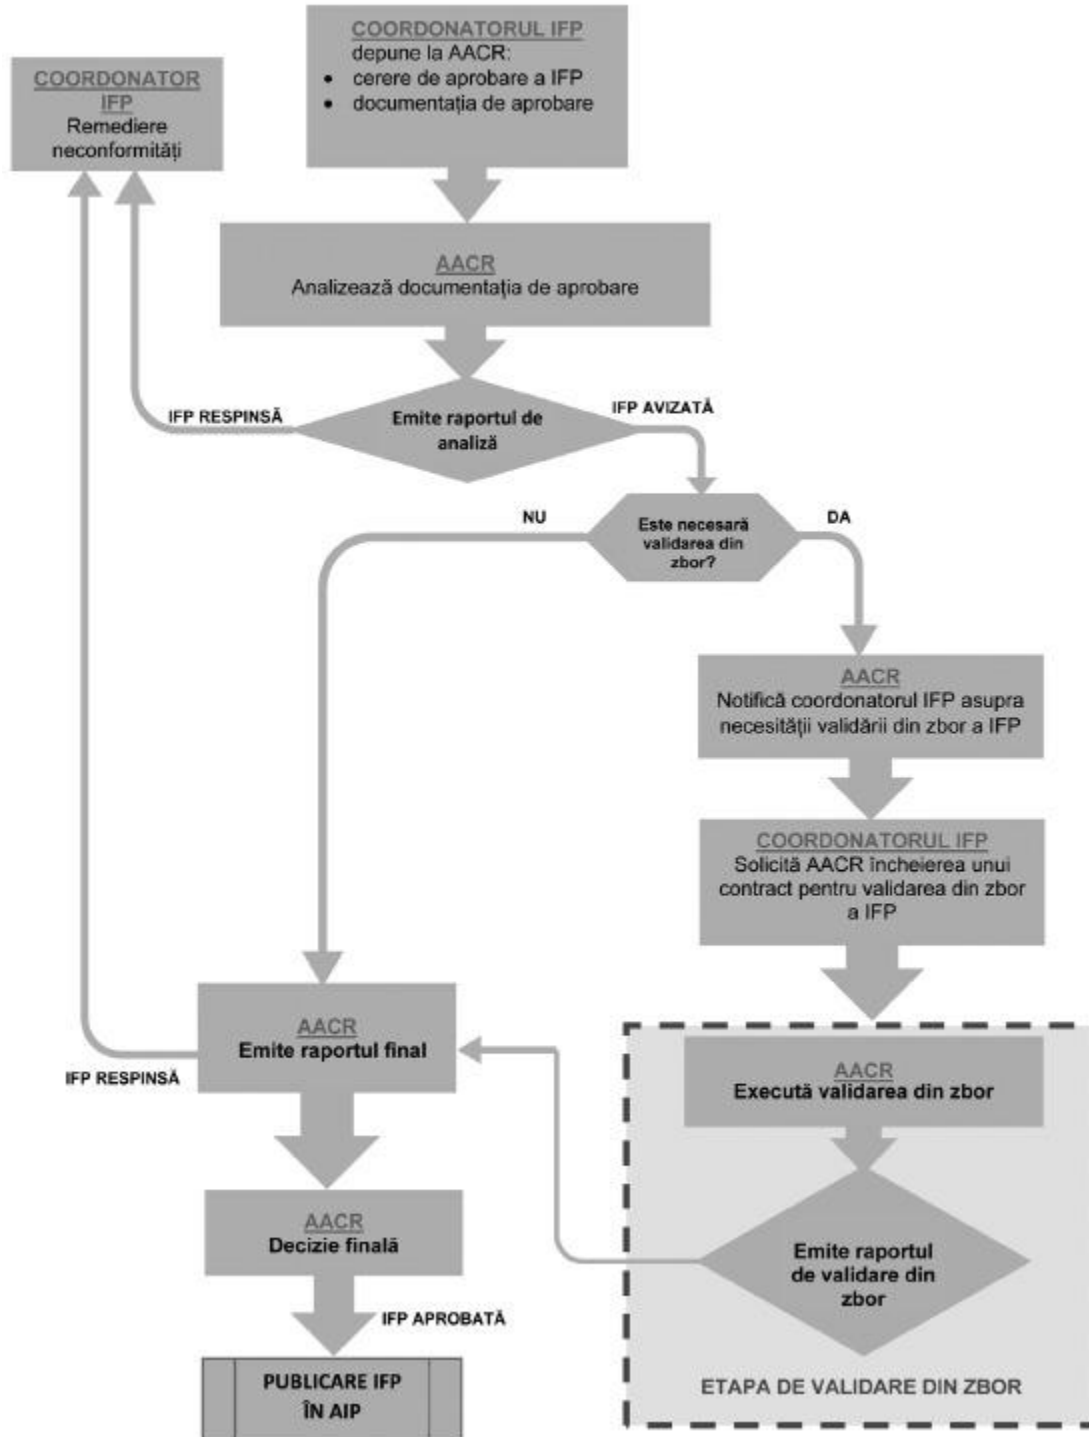 COORDONATORUL IFP
depune la AACR:
• cerere de aprobare a IFP
• documentația de aprobare
COORDONATOR
IFP
Remediere
neconformități
AACR
Analizează documentația de aprobare
IFP RESPINSĂ
Emite raportul de
analiză
IFP AVIZATĂ
NU
Este necesară
validarea din
zbor?
DA
AACR
Notifică coordonatorul IFP asupra
necesității validării din zbor a IFP
COORDONATORUL IFP
Solicită AACR încheierea unui
contract pentru validarea din zbor
a IFP
AACR
Emite raportul final
IFP RESPINSĂ
AACR
Execută validarea din zbor
AACR
Decizie finală
Emite raportul
de validare din
zbor
IFP APROBATĂ
PUBLICARE IFP
ÎN AIP
ETAPA DE VALIDARE DIN ZBOR